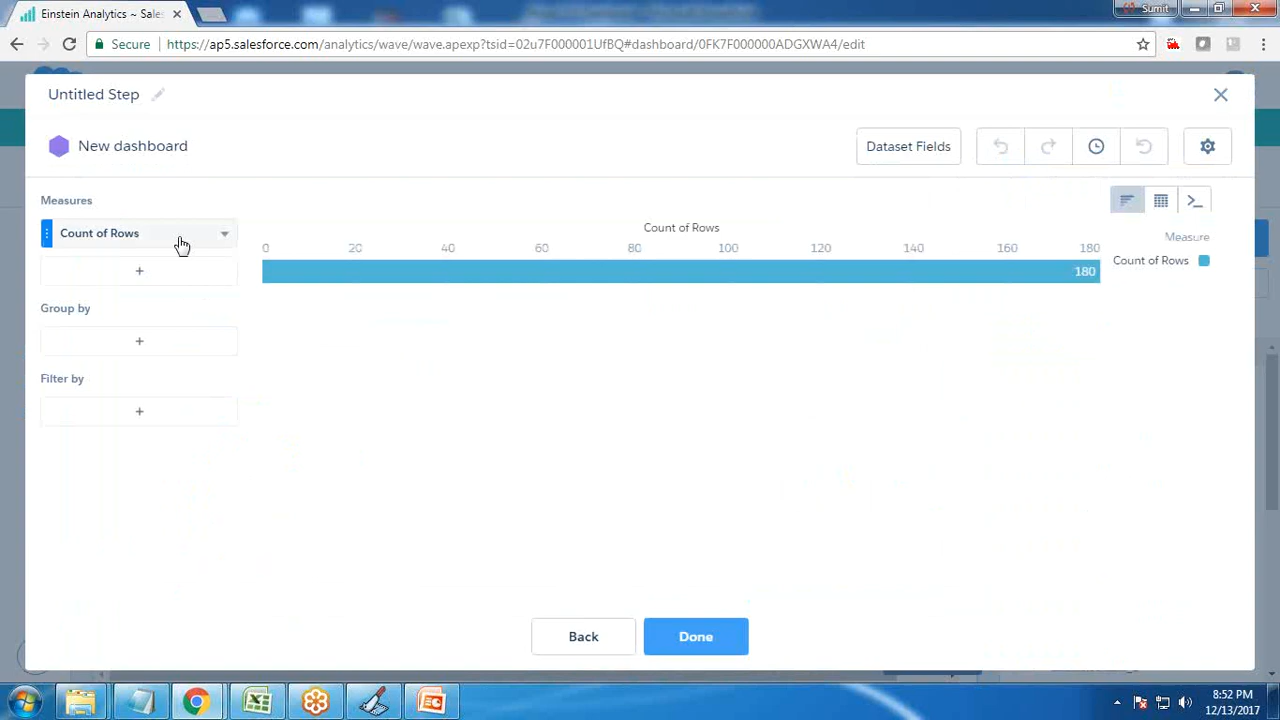 Einstein Analytics ~ Sales
Sumit
Secure
https://ap5.salesforce.com/analytics/wave/wave.apexp?tsid=02u7F000001UfBQ#dashboard/0FK7F000000ADGXWA4/edit
Untitled Step
New dashboard
Dataset Fields
Measures
Count of Rows
+
Group by
+
Filter by
+
Count of Rows
0 20 40 60 80 100 120 140 160 180
180
Measure
Count of Rows
Back
Done
8:52 PM
12/13/2017